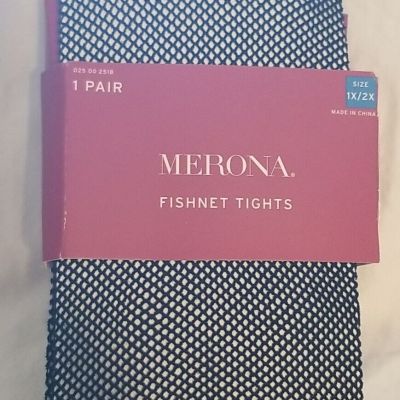 025 00 2518
1 PAIR
SIZE
1X/2X
MADE IN CHINA
MERONA®
FISHNET TIGHTS